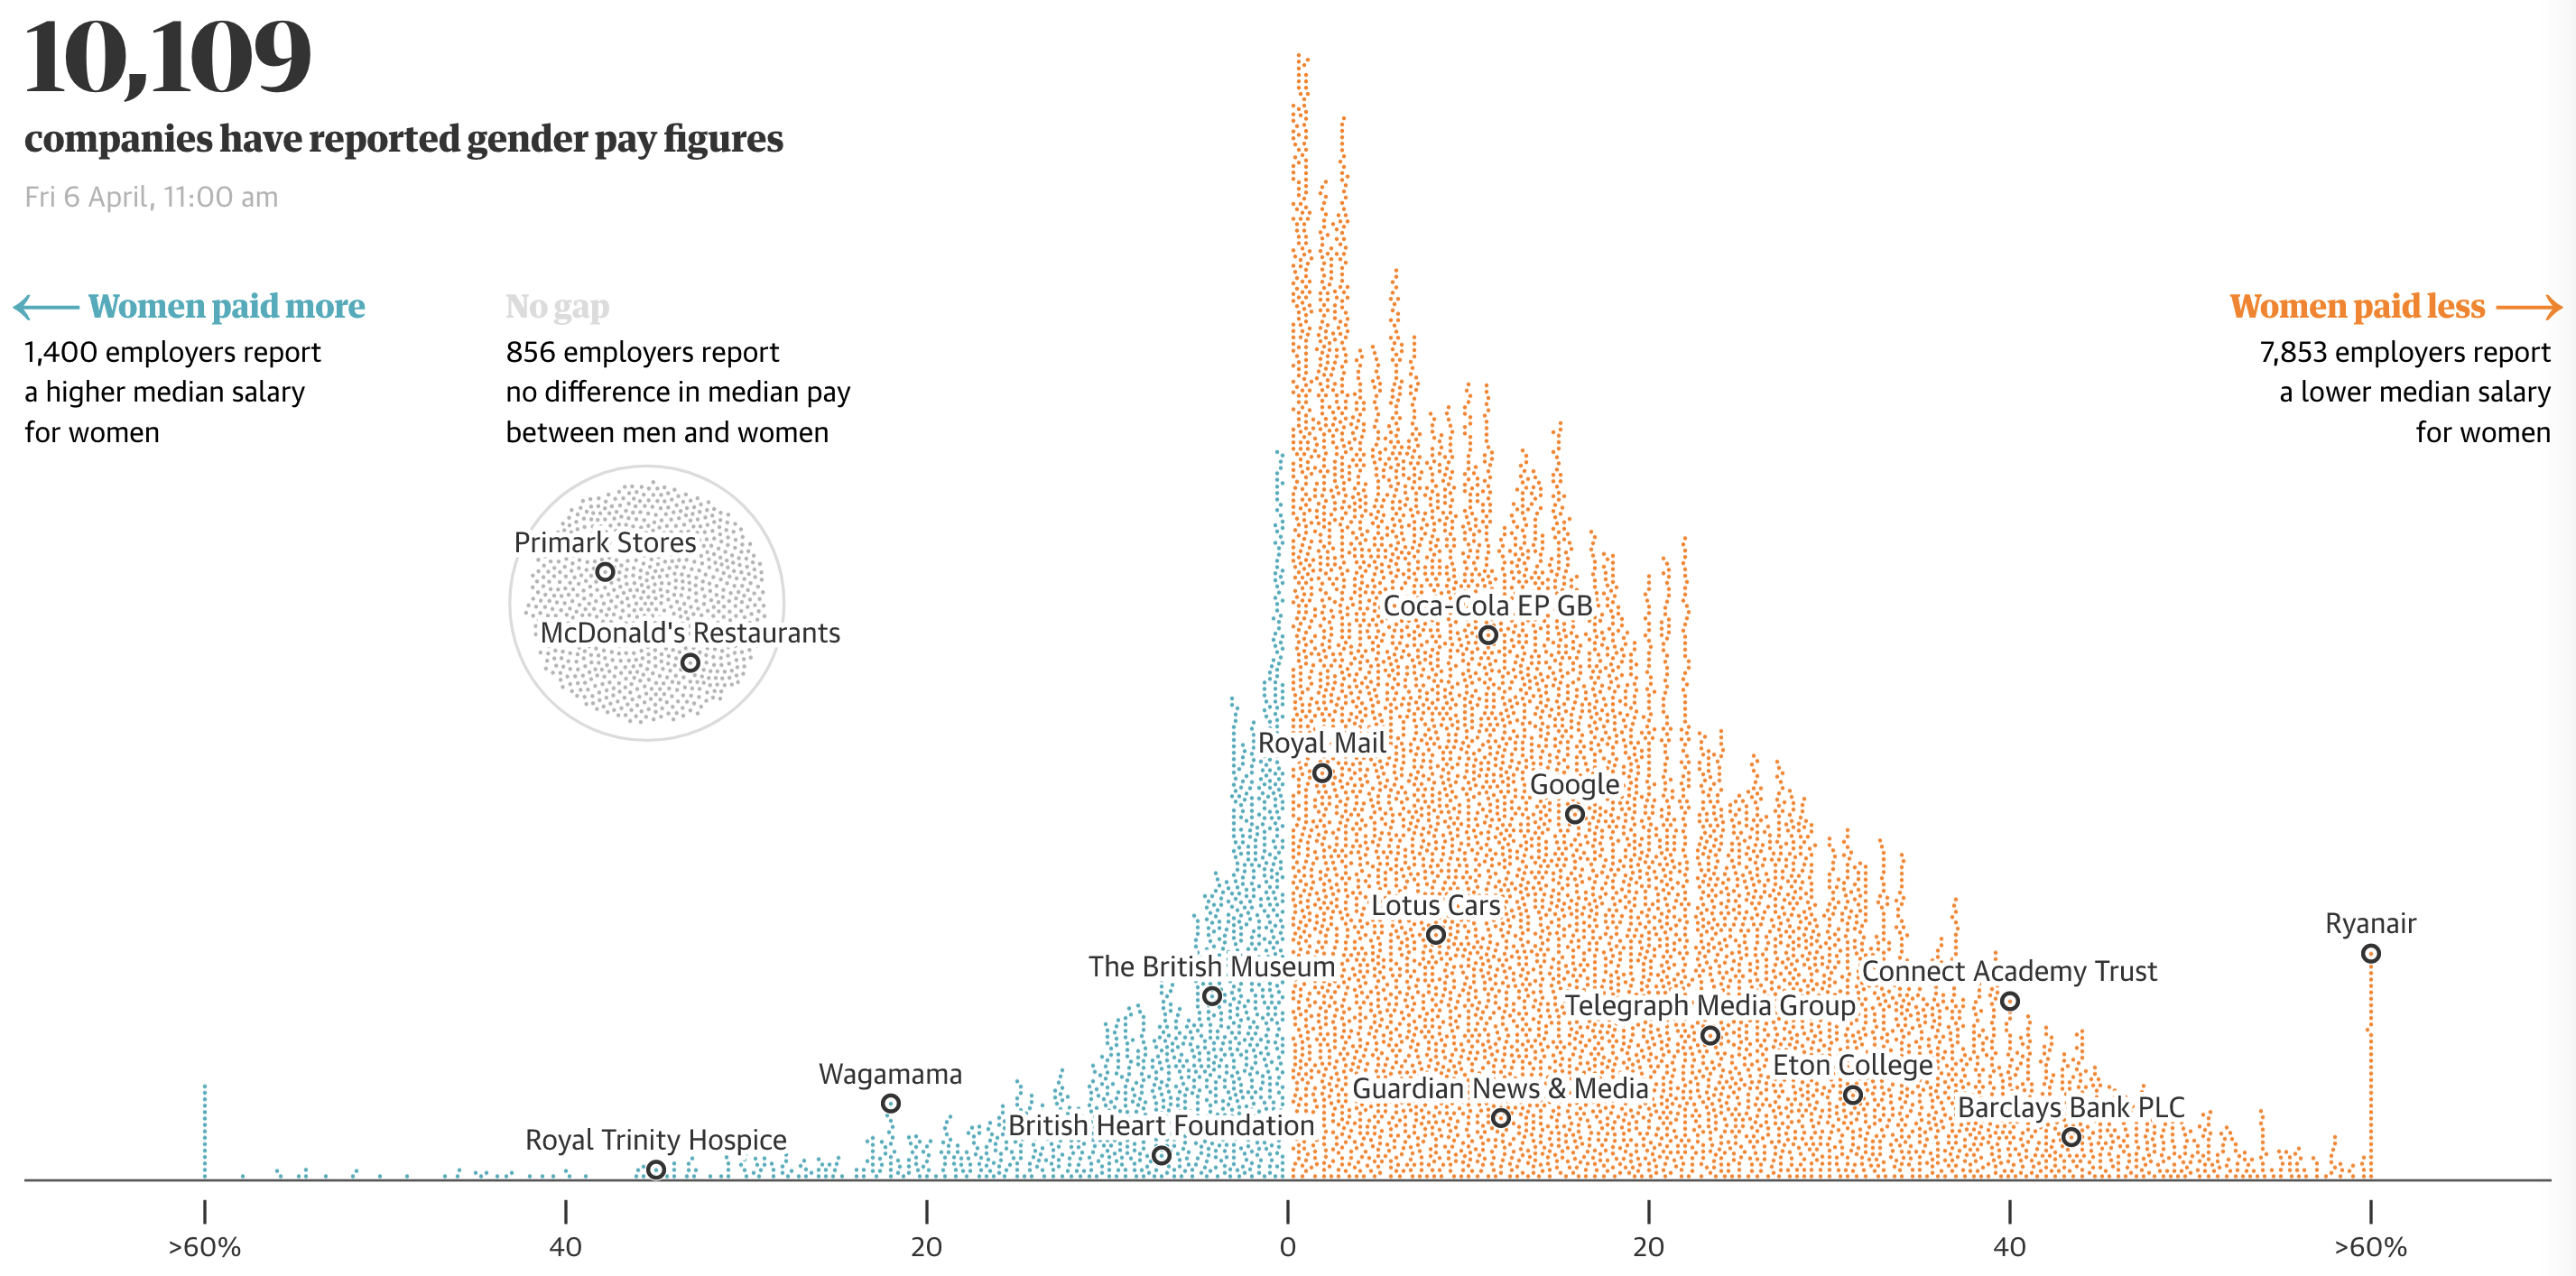 10,109
companies have reported gender pay figures
Fri 6 April, 11:00 am
← Women paid more
1,400 employers report
a higher median salary
for women
No gap
856 employers report
no difference in median pay
between men and women
Women paid less →
7,853 employers report
a lower median salary
for women
Primark Stores
McDonald's Restaurants
Coca-Cola EP GB
Royal Mail
Google
Lotus Cars
Ryanair
The British Museum
Connect Academy Trust
Telegraph Media Group
Wagamama
Eton College
Guardian News & Media
Barclays Bank PLC
British Heart Foundation
Royal Trinity Hospice
>60% 40 20 0 20 40 >60%